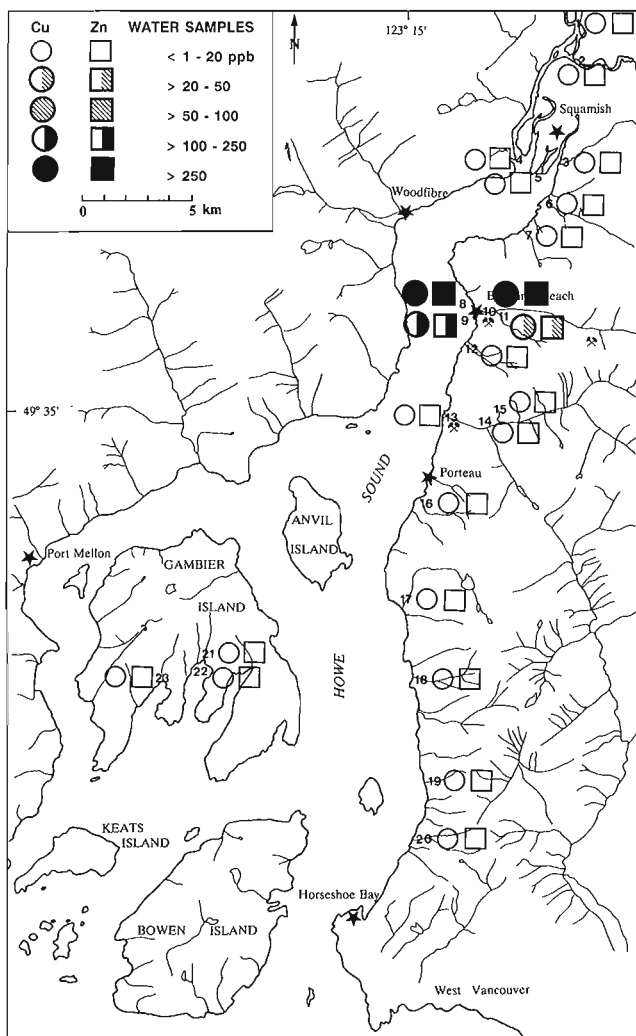 Cu Zn WATER SAMPLES
< 1 - 20 ppb
> 20 - 50
> 50 - 100
> 100 - 250
> 250
0 5
km
N
123° 15'
Squamish
4
3
5
Woodfibre
6
7
8
9
10
11
12
49° 35'
13
15
14
SOUND
Porteau
16
ANVIL
ISLAND
Port Mellon
GAMBIER
ISLAND
17
HOWE
21
22
23
18
19
20
KEATS
ISLAND
Horseshoe Bay
BOWEN ISLAND
West Vancouver